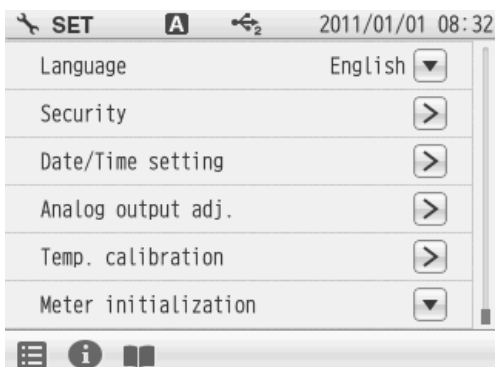 SET A 2 2011/01/01 08:32
Language English
Security
Date/Time setting
Analog output adj.
Temp. calibration
Meter initialization